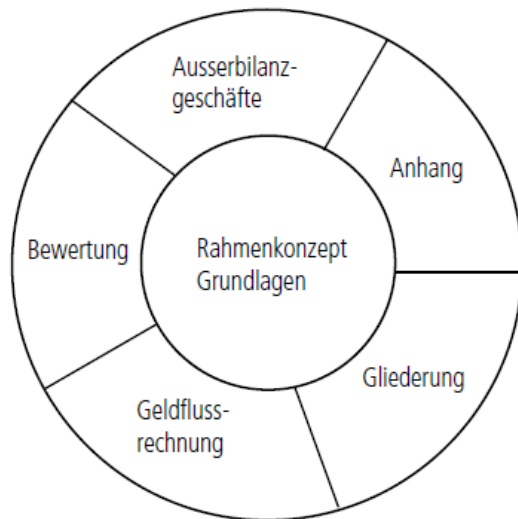 Ausserbilanz-
geschäfte
Anhang
Bewertung
Rahmenkonzept
Grundlagen
Gliederung
Geldfluss-
rechnung